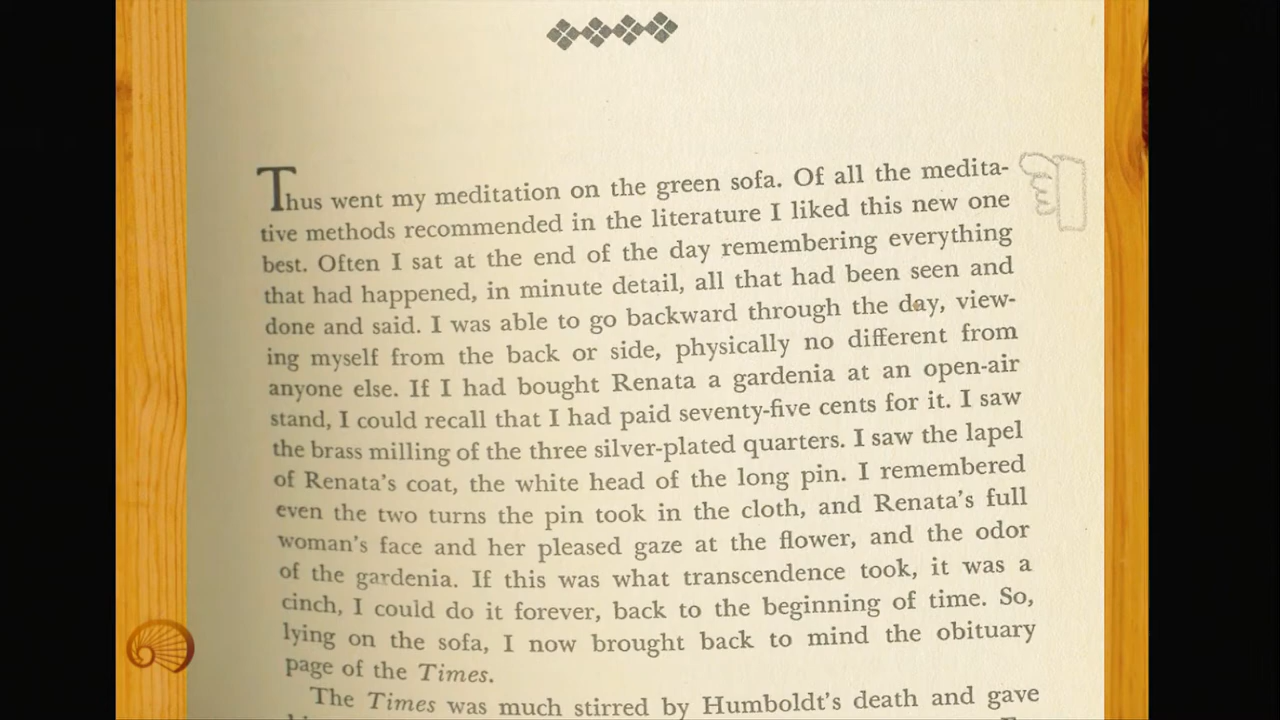 Thus went my meditation on the green sofa. Of all the medita-
tive methods recommended in the literature I liked this new one
best. Often I sat at the end of the day remembering everything
that had happened, in minute detail, all that had been seen and
done and said. I was able to go backward through the day, view-
ing myself from the back or side, physically no different from
anyone else. If I had bought Renata a gardenia at an open-air
stand, I could recall that I had paid seventy-five cents for it. I saw
the brass milling of the three silver-plated quarters. I saw the lapel
of Renata's coat, the white head of the long pin. I remembered
even the two turns the pin took in the cloth, and Renata's full
woman's face and her pleased gaze at the flower, and the odor
of the gardenia. If this was what transcendence took, it was a
cinch, I could do it forever, back to the beginning of time. So,
lying on the sofa, I now brought back to mind the obituary
page of the Times.
The Times was much stirred by Humboldt's death and gave